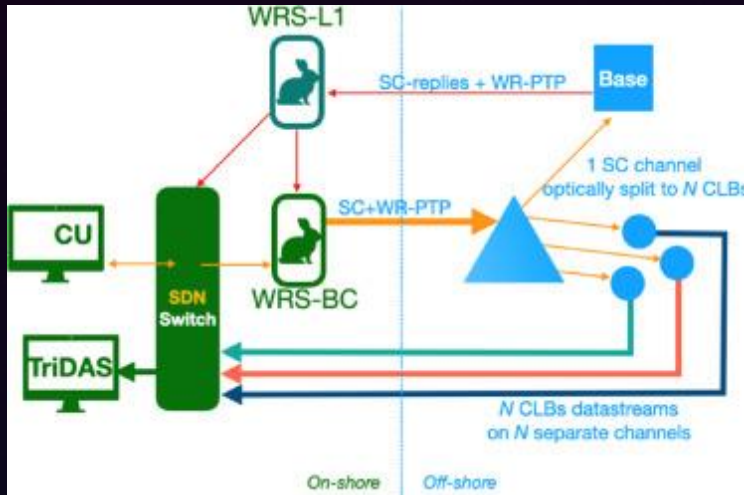 WRS-L1
SC-replies + WR-PTP
Base
1 SC channel
optically split to N CLBs
CU
SC+WR-PTP
WRS-BC
SDN
Switch
TriDAS
N CLBs datastreams
on N separate channels
On-shore
Off-shore